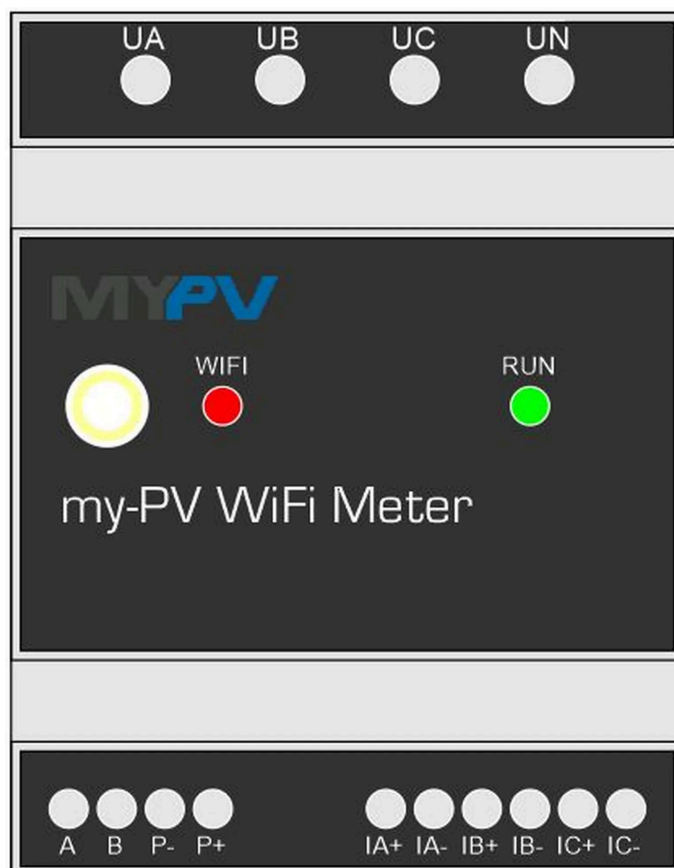 UA UB UC UN
MYPV
WIFI RUN
my-PV WiFi Meter
A B P- P+ IA+ IA- IB+ IB- IC+ IC-